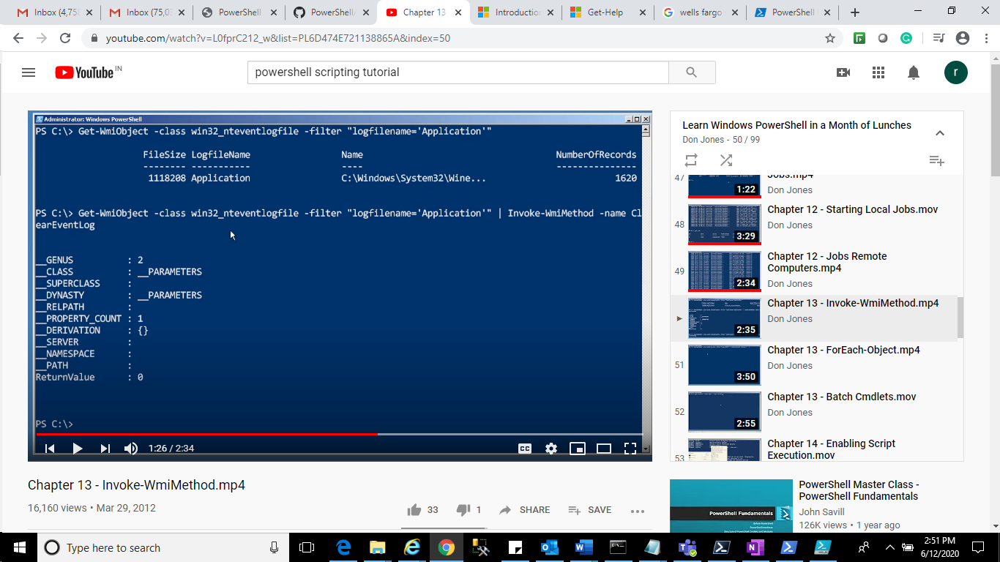 Inbox (4,75
Inbox (75,0
PowerShell
PowerShell/
Chapter 13
Introduction
Get-Help
wells fargo
PowerShell
youtube.com/watch?v=L0fprC212_w&list=PL6D474E721138865A&index=50
YouTube IN
powershell scripting tutorial
r
Administrator: Windows PowerShell
PS C:\> Get-WmiObject -class win32_nteventlogfile -filter "logfilename='Application'"
FileSize LogfileName Name NumberOfRecords
-------- ----------- ---- ---------------
1118208 Application C:\Windows\System32\Wine... 1620
PS C:\> Get-WmiObject -class win32_nteventlogfile -filter "logfilename='Application'" | Invoke-WmiMethod -name Cl
earEventLog
__GENUS : 2
__CLASS : __PARAMETERS
__SUPERCLASS :
__DYNASTY : __PARAMETERS
__RELPATH :
__PROPERTY_COUNT : 1
__DERIVATION : {}
__SERVER :
__NAMESPACE :
__PATH :
ReturnValue : 0
PS C:\>
1:26 / 2:34
CC
Chapter 13 - Invoke-WmiMethod.mp4
16,160 views • Mar 29, 2012
33
1
SHARE
SAVE
Learn Windows PowerShell in a Month of Lunches
Don Jones - 50 / 99
47
Jobs.mp4
Don Jones
1:22
48
Chapter 12 - Starting Local Jobs.mov
Don Jones
3:29
49
Chapter 12 - Jobs Remote
Computers.mp4
Don Jones
2:34
Chapter 13 - Invoke-WmiMethod.mp4
Don Jones
2:35
51
Chapter 13 - ForEach-Object.mp4
Don Jones
3:50
52
Chapter 13 - Batch Cmdlets.mov
Don Jones
2:55
53
Chapter 14 - Enabling Script
Execution.mov
PowerShell Fundamentals
PowerShell Master Class -
PowerShell Fundamentals
John Savill
126K views • 1 year ago
Type here to search
2:51 PM
6/12/2020